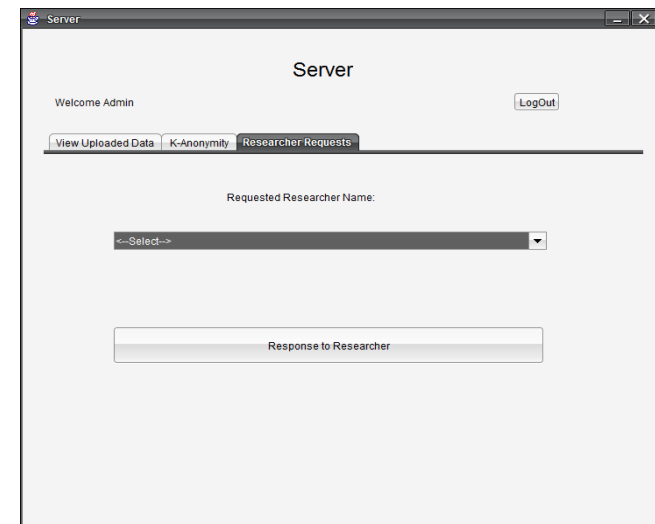 Server
Server
Welcome Admin
LogOut
View Uploaded Data K-Anonymity Researcher Requests
Requested Researcher Name:
<--Select-->
Response to Researcher